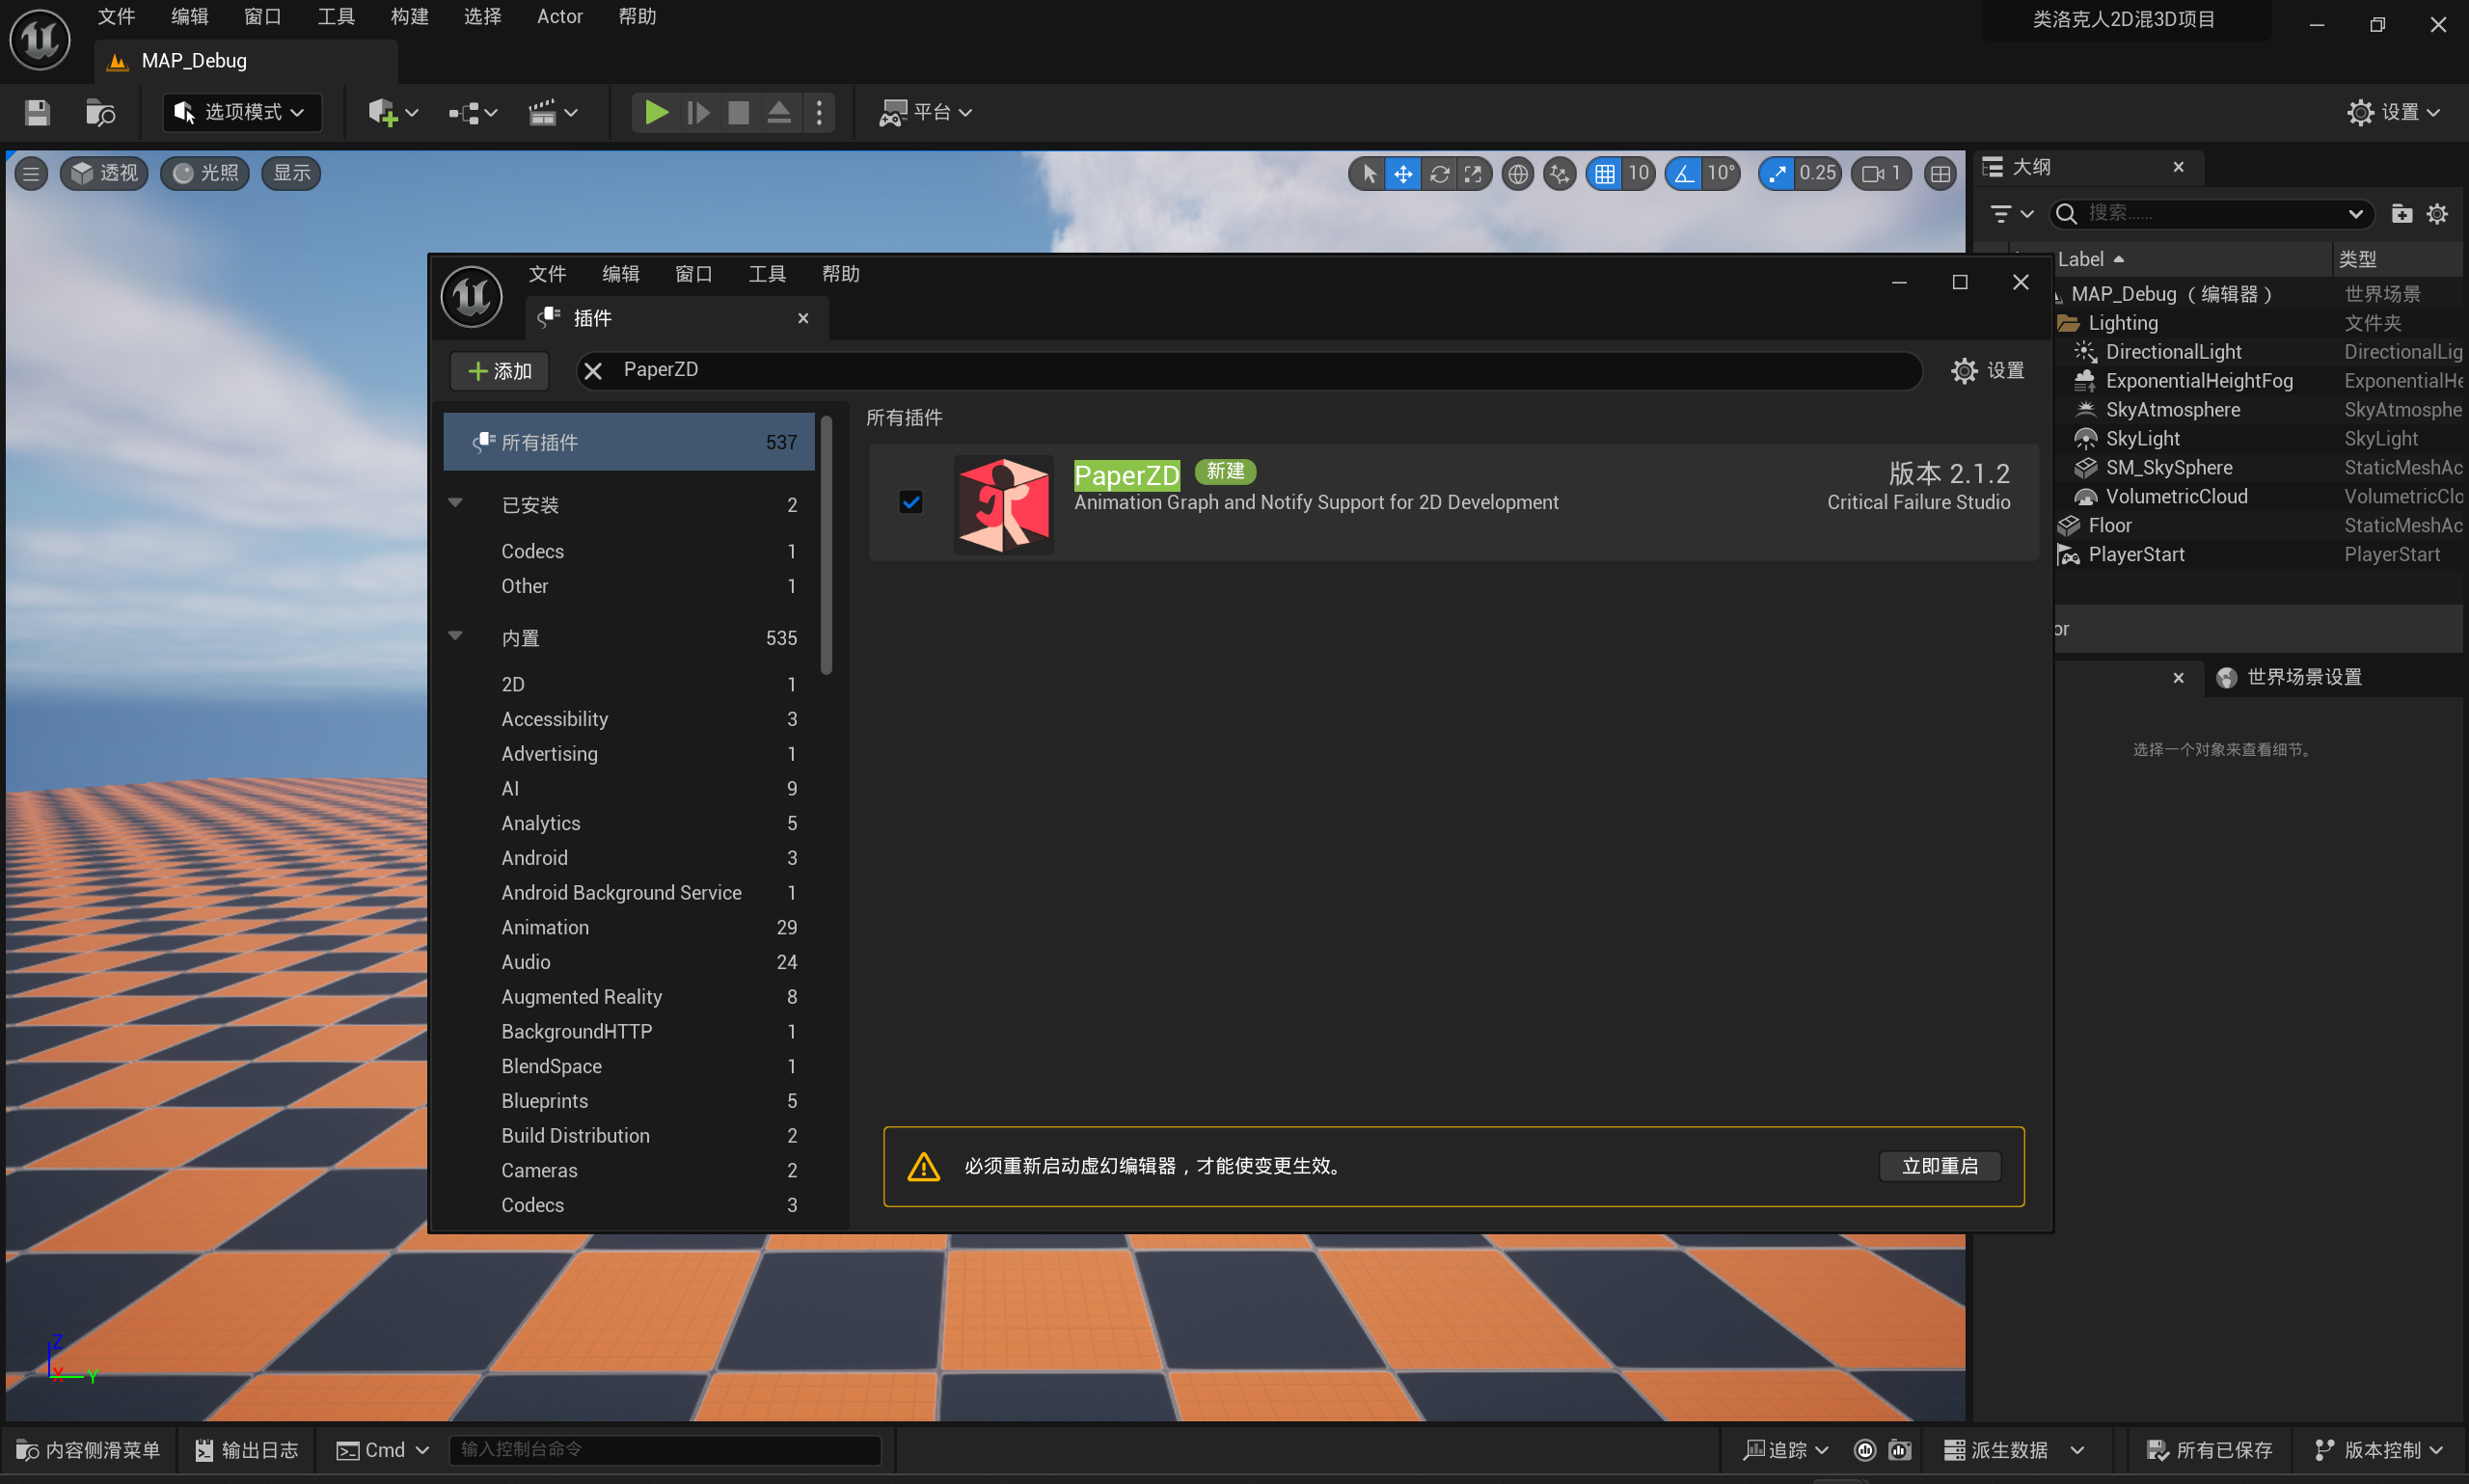 文件 编辑 窗口 工具 构建 选择 Actor 帮助
类洛克人2D混3D项目
MAP_Debug
选项模式
平台
设置
透视 光照 显示
10 10° 0.25 1
大纲
搜索......
Label 类型
MAP_Debug（编辑器） 世界场景
Lighting 文件夹
DirectionalLight DirectionalLig
ExponentialHeightFog ExponentialHe
SkyAtmosphere SkyAtmosphe
SkyLight SkyLight
SM_SkySphere StaticMeshAc
VolumetricCloud VolumetricClo
Floor StaticMeshAc
PlayerStart PlayerStart
or
世界场景设置
选择一个对象来查看细节。
文件 编辑 窗口 工具 帮助
插件
添加
PaperZD
设置
所有插件 537
已安装 2
Codecs 1
Other 1
内置 535
2D 1
Accessibility 3
Advertising 1
AI 9
Analytics 5
Android 3
Android Background Service 1
Animation 29
Audio 24
Augmented Reality 8
BackgroundHTTP 1
BlendSpace 1
Blueprints 5
Build Distribution 2
Cameras 2
Codecs 3
所有插件
PaperZD 新建 版本 2.1.2
Animation Graph and Notify Support for 2D Development Critical Failure Studio
必须重新启动虚幻编辑器，才能使变更生效。 立即重启
Z
X Y
内容侧滑菜单 输出日志 Cmd 输入控制台命令 追踪 派生数据 所有已保存 版本控制